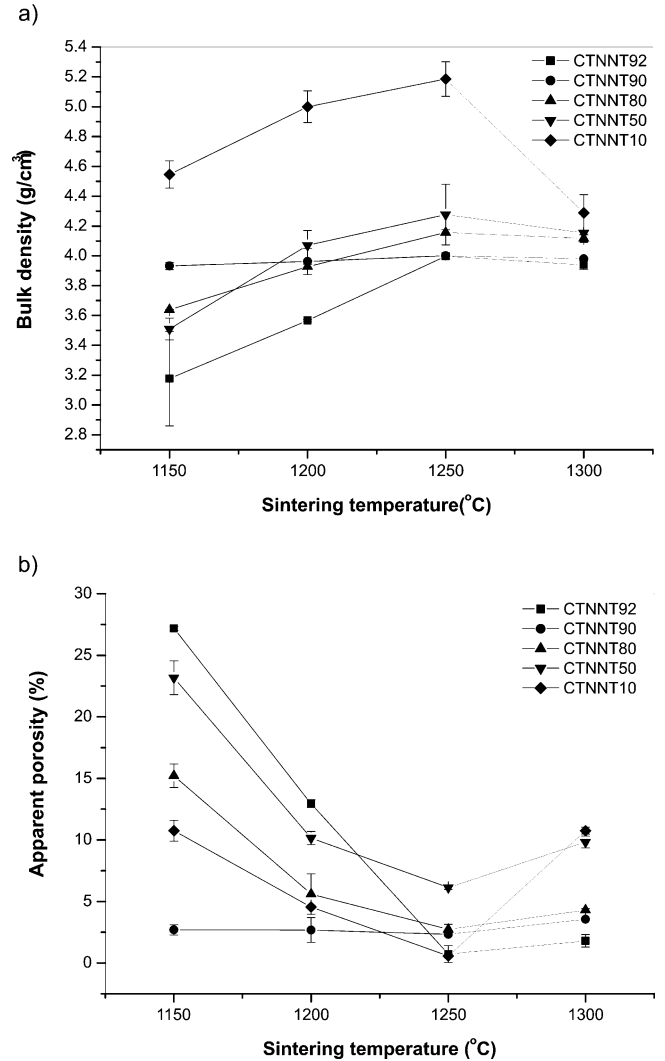 a)
5.4
5.2
5.0
4.8
4.6
4.4
4.2
4.0
3.8
3.6
3.4
3.2
3.0
2.8
Bulk density (g/cm³)
CTNNT92
CTNNT90
CTNNT80
CTNNT50
CTNNT10
1150 1200 1250 1300
Sintering temperature(°C)
b)
30
25
20
15
10
5
0
Apparent porosity (%)
CTNNT92
CTNNT90
CTNNT80
CTNNT50
CTNNT10
1150 1200 1250 1300
Sintering temperature (°C)